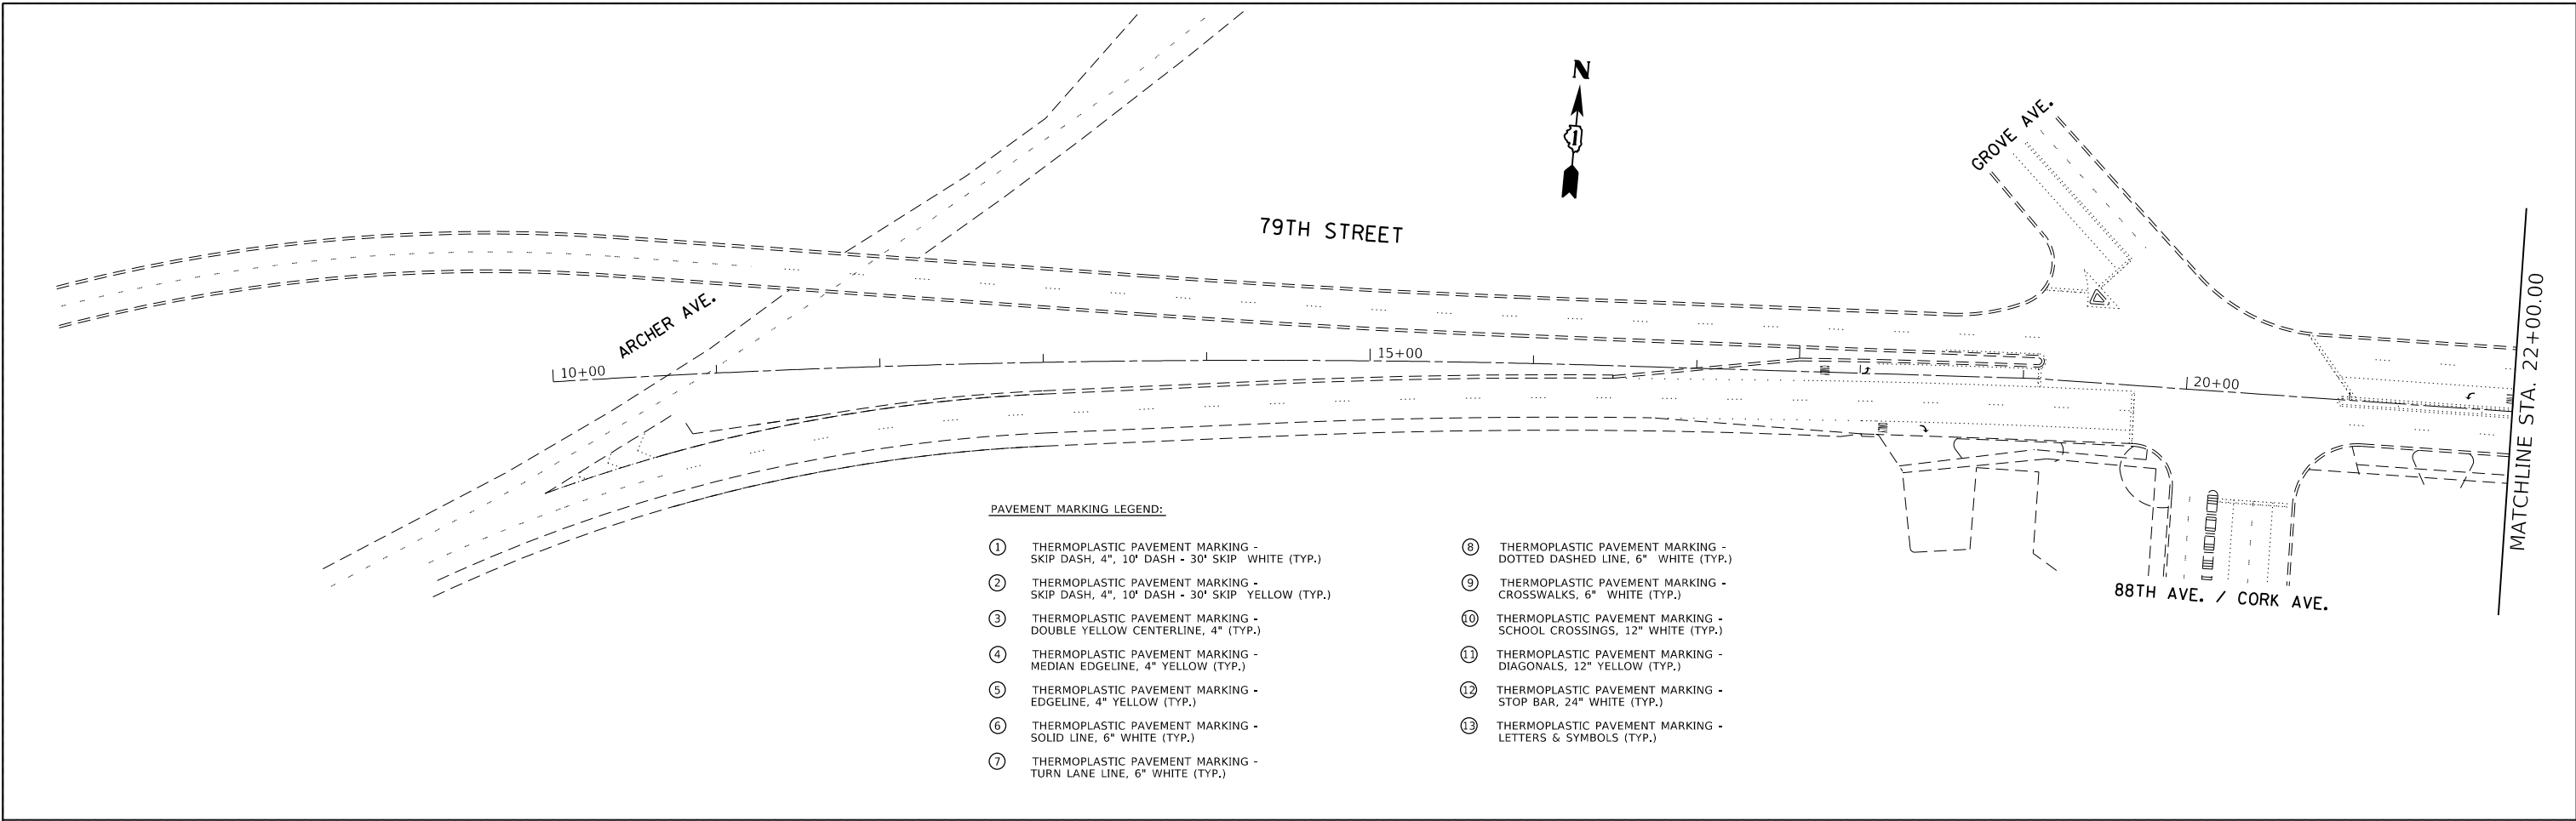 N
1
GROVE AVE.
79TH STREET
ARCHER AVE.
10+00
15+00
20+00
MATCHLINE STA. 22+00.00
88TH AVE. / CORK AVE.
PAVEMENT MARKING LEGEND:
1 THERMOPLASTIC PAVEMENT MARKING -
SKIP DASH, 4", 10' DASH - 30' SKIP WHITE (TYP.)
2 THERMOPLASTIC PAVEMENT MARKING -
SKIP DASH, 4", 10' DASH - 30' SKIP YELLOW (TYP.)
3 THERMOPLASTIC PAVEMENT MARKING -
DOUBLE YELLOW CENTERLINE, 4" (TYP.)
4 THERMOPLASTIC PAVEMENT MARKING -
MEDIAN EDGELINE, 4" YELLOW (TYP.)
5 THERMOPLASTIC PAVEMENT MARKING -
EDGELINE, 4" YELLOW (TYP.)
6 THERMOPLASTIC PAVEMENT MARKING -
SOLID LINE, 6" WHITE (TYP.)
7 THERMOPLASTIC PAVEMENT MARKING -
TURN LANE LINE, 6" WHITE (TYP.)
8 THERMOPLASTIC PAVEMENT MARKING -
DOTTED DASHED LINE, 6" WHITE (TYP.)
9 THERMOPLASTIC PAVEMENT MARKING -
CROSSWALKS, 6" WHITE (TYP.)
10 THERMOPLASTIC PAVEMENT MARKING -
SCHOOL CROSSINGS, 12" WHITE (TYP.)
11 THERMOPLASTIC PAVEMENT MARKING -
DIAGONALS, 12" YELLOW (TYP.)
12 THERMOPLASTIC PAVEMENT MARKING -
STOP BAR, 24" WHITE (TYP.)
13 THERMOPLASTIC PAVEMENT MARKING -
LETTERS & SYMBOLS (TYP.)